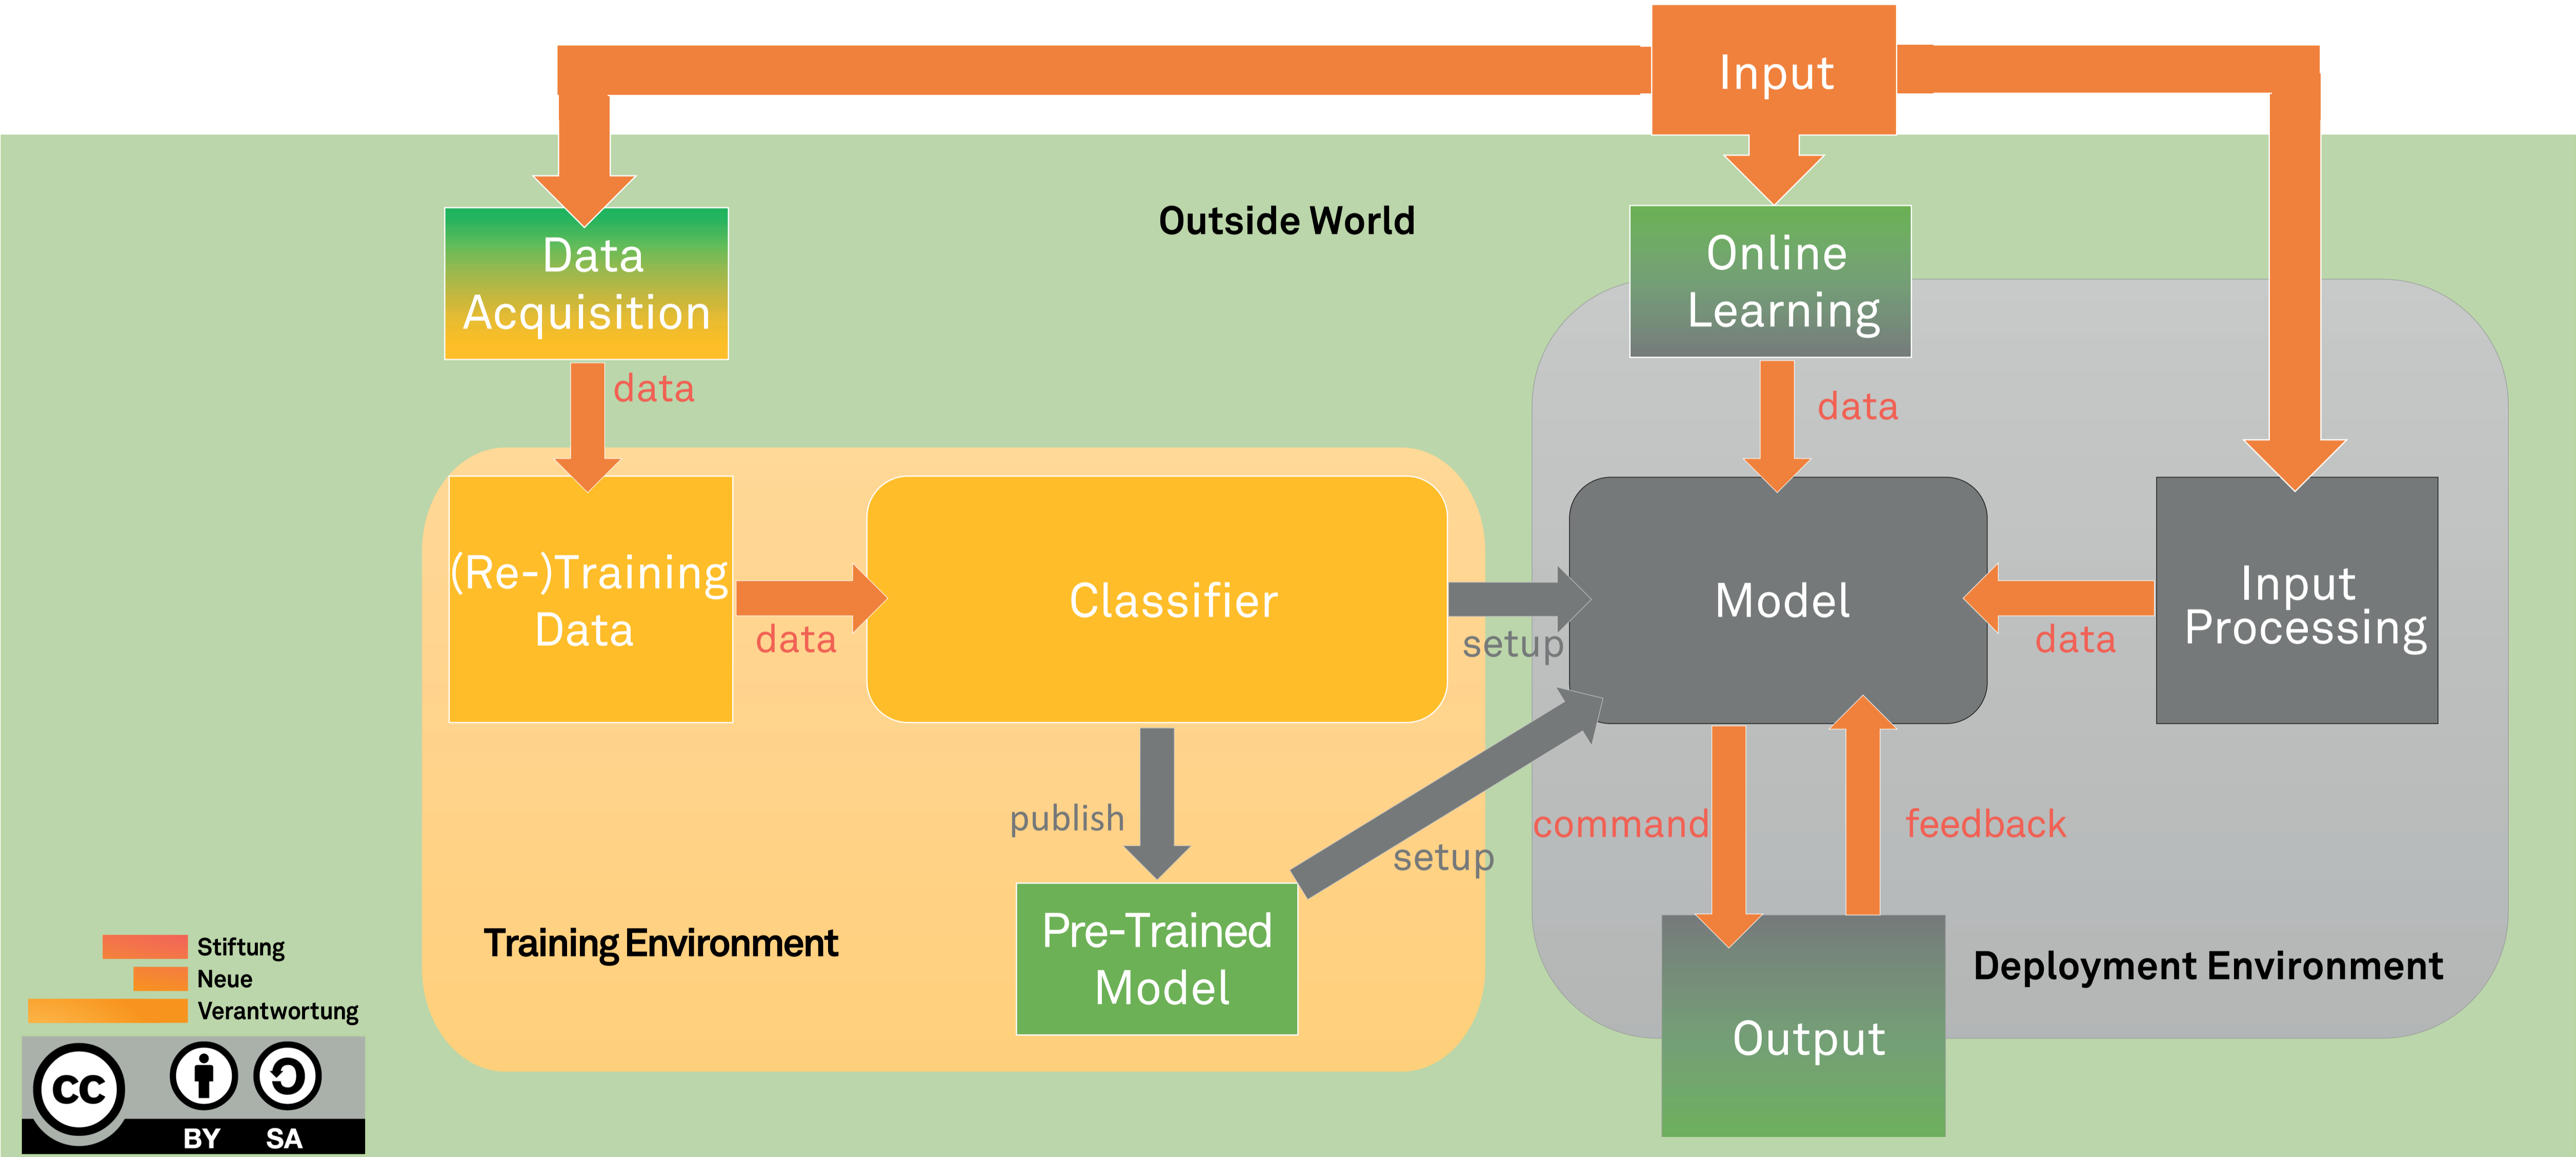 Input
Outside World
Data
Acquisition
Online
Learning
data
data
(Re-)Training
Data
data
Classifier
setup
Model
data
Input
Processing
publish
setup
command
feedback
Pre-Trained
Model
Training Environment
Deployment Environment
Output
Stiftung
Neue
Verantwortung
cc
BY SA